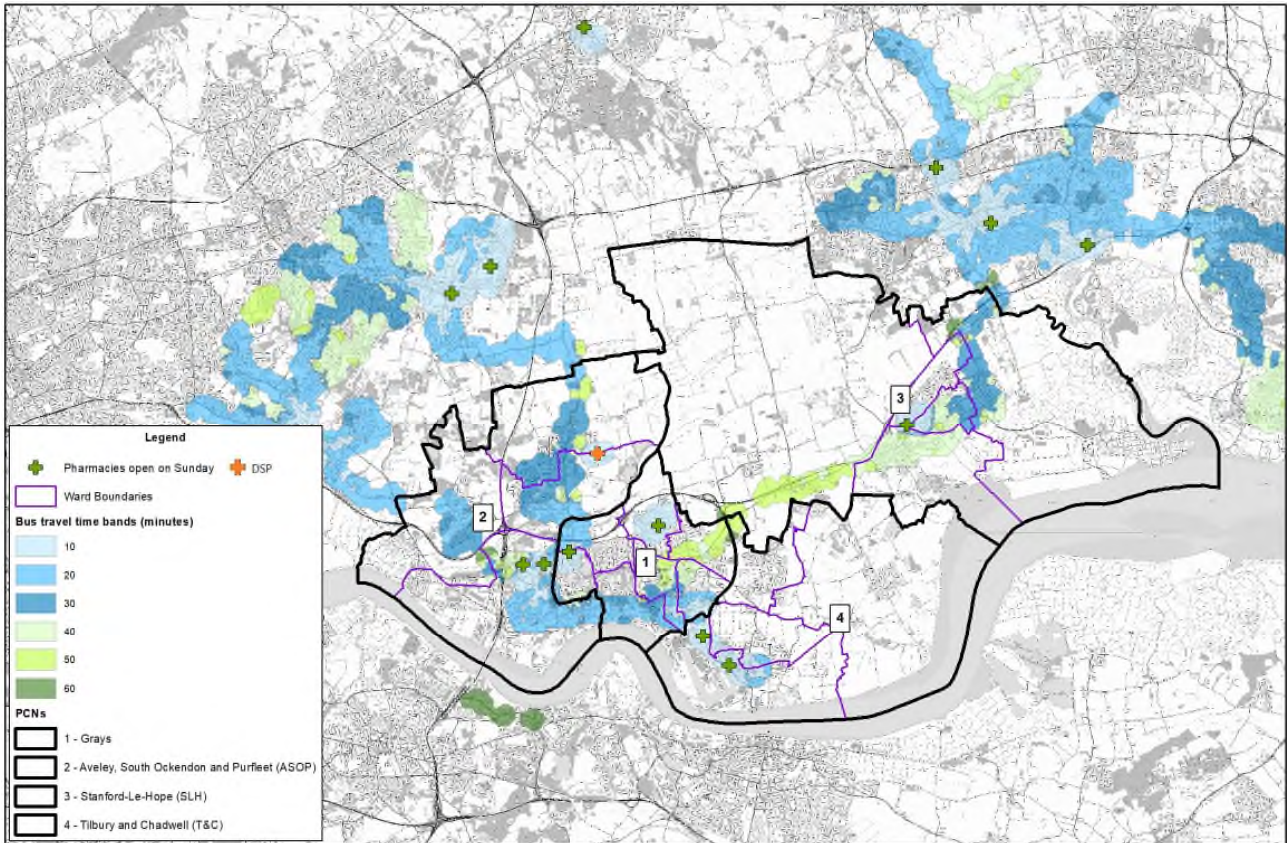 3
2
1
4
Legend
Pharmacies open on Sunday DSP
Ward Boundaries
Bus travel time bands (minutes)
10
20
30
40
50
60
PCNs
1 - Grays
2 - Aveley, South Ockendon and Purfleet (ASOP)
3 - Stanford-Le-Hope (SLH)
4 - Tilbury and Chadwell (T&C)